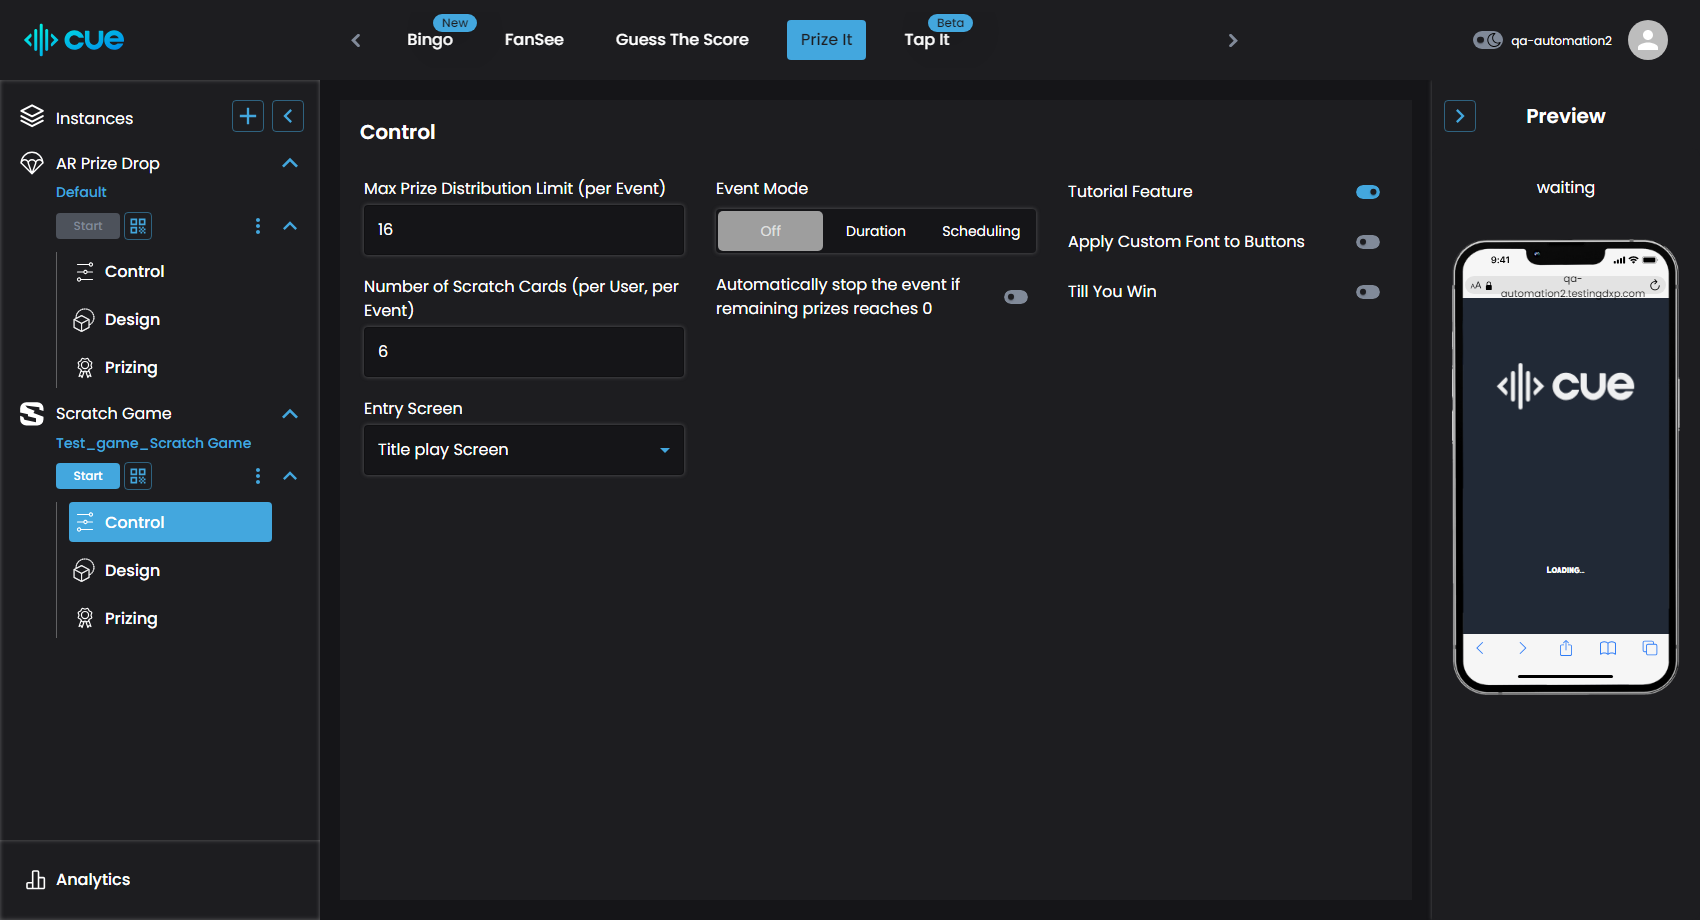 cue
Bingo
New
FanSee
Guess The Score
Prize It
Tap It
Beta
qa-automation2
Instances
AR Prize Drop
Default
Start
Control
Design
Prizing
Scratch Game
Test_game_Scratch Game
Start
Control
Design
Prizing
Analytics
Control
Max Prize Distribution Limit (per Event)
16
Number of Scratch Cards (per User, per
Event)
6
Entry Screen
Title play Screen
Event Mode
Off
Duration
Scheduling
Automatically stop the event if
remaining prizes reaches 0
Tutorial Feature
Apply Custom Font to Buttons
Till You Win
Preview
waiting
9:41
AA
qa-
automation2.testingdxp.com
cue
LOADING...